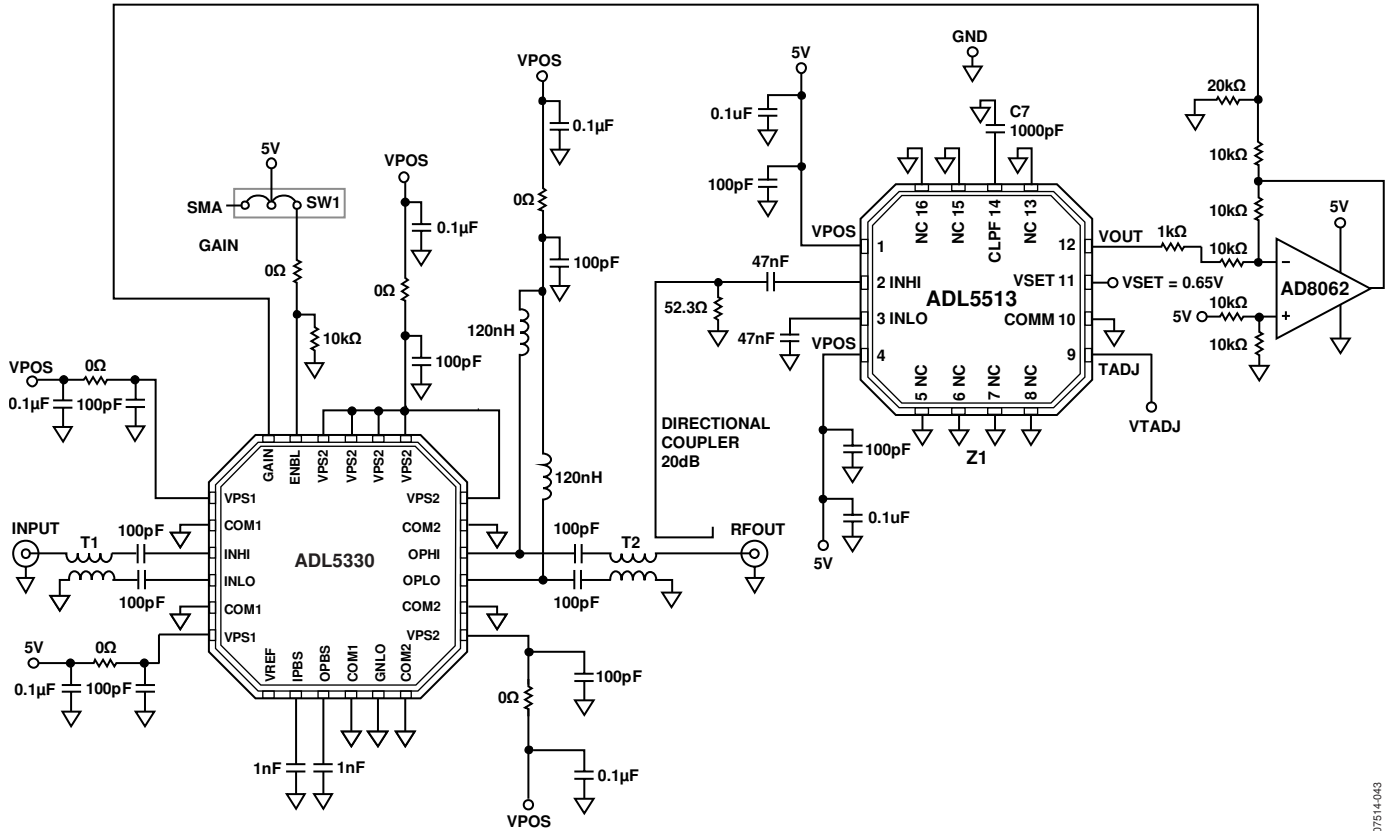 VPOS
5V
GND
0.1µF
0.1uF
C7
1000pF
20kΩ
5V
VPOS
SMA
SW1
GAIN
0Ω
0.1µF
0Ω
100pF
10kΩ
NC 16
NC 15
CLPF 14
NC 13
10kΩ
5V
0Ω
100pF
VPOS
1
12
VOUT
1kΩ
10kΩ
47nF
2 INHI
ADL5513
VSET 11
VSET = 0.65V
–
AD8062
52.3Ω
3 INLO
COMM 10
10kΩ
5V
+
10kΩ
47nF
VPOS
4
9
TADJ
120nH
10kΩ
100pF
VPOS
0Ω
0.1µF
100pF
5 NC
6 NC
7 NC
8 NC
VTADJ
Z1
DIRECTIONAL
COUPLER
20dB
100pF
0.1uF
5V
GAIN
ENBL
VPS2
VPS2
VPS2
VPS2
120nH
VPS1
VPS2
INPUT
T1
100pF
COM1
COM2
100pF
T2
RFOUT
INHI
ADL5330
OPHI
INLO
OPLO
100pF
COM1
COM2
100pF
5V
0Ω
VPS1
VPS2
0.1µF
100pF
VREF
IPBS
OPBS
COM1
GNLO
COM2
100pF
0Ω
1nF
1nF
0.1µF
VPOS
07514-043